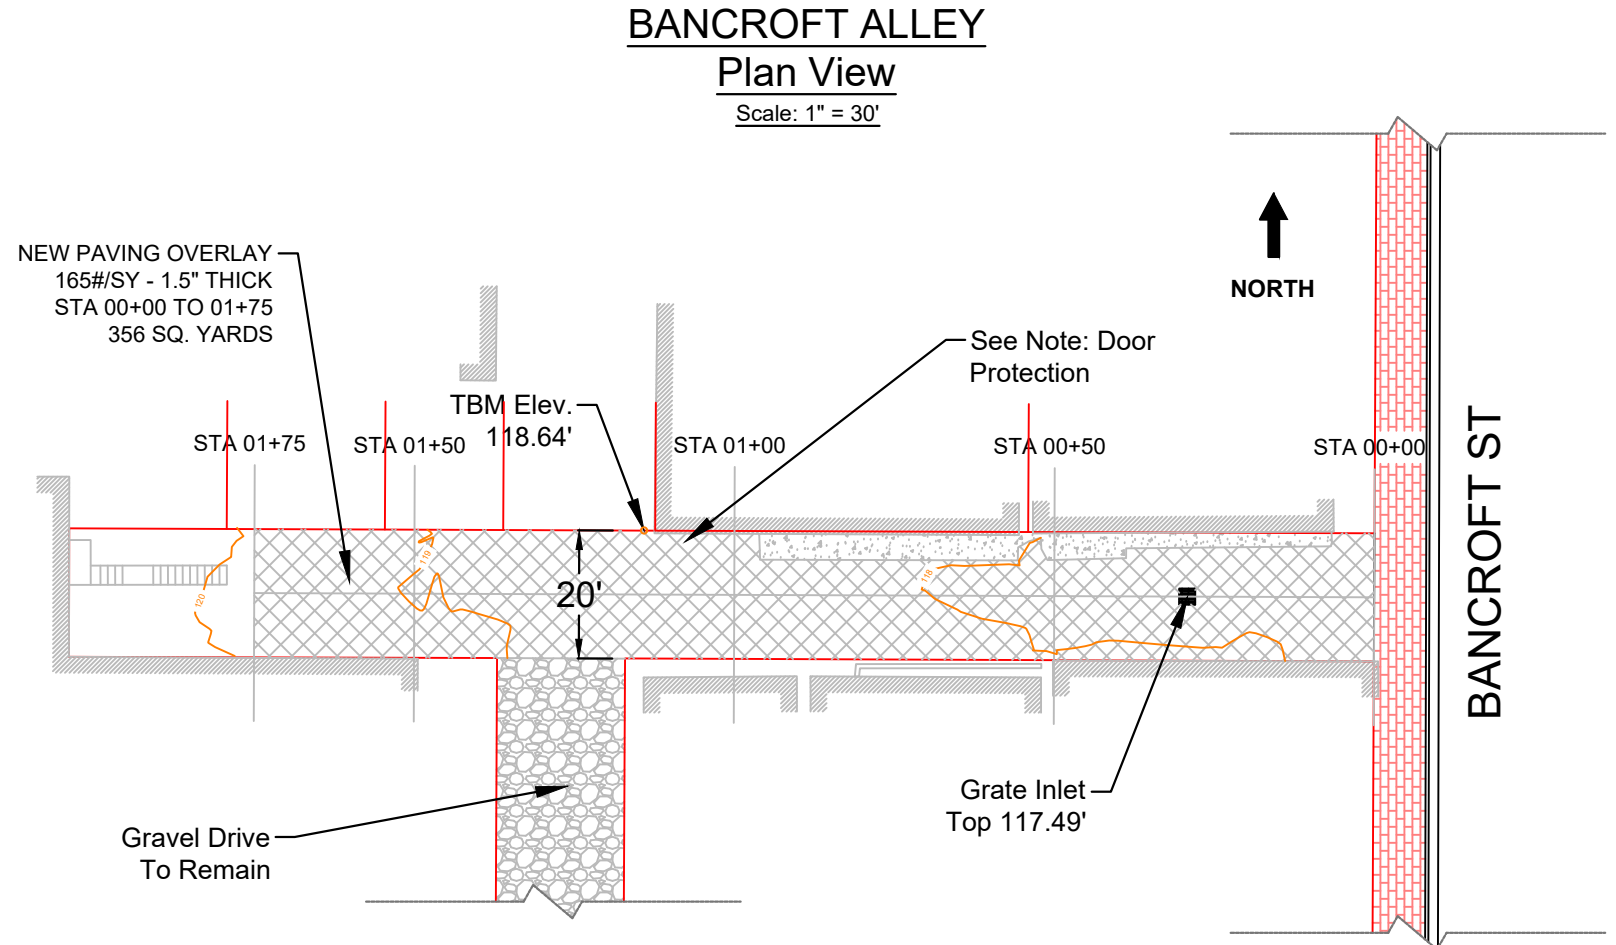 BANCROFT ALLEY
Plan View
Scale: 1" = 30'
NORTH
NEW PAVING OVERLAY
165#/SY - 1.5" THICK
STA 00+00 TO 01+75
356 SQ. YARDS
See Note: Door
Protection
TBM Elev.
118.64'
STA 01+75
STA 01+50
STA 01+00
STA 00+50
STA 00+00
BANCROFT ST
119
120
118
20'
Grate Inlet
Top 117.49'
Gravel Drive
To Remain